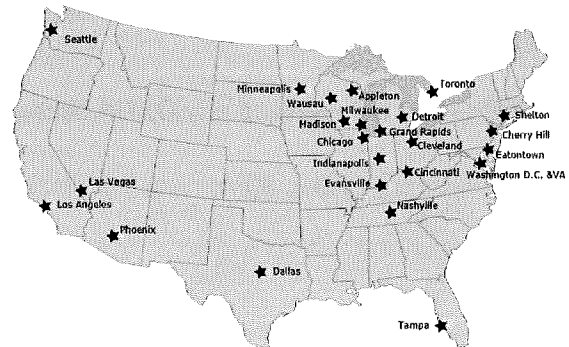 Seattle
Minneapolis
Wausau
Appleton
Milwaukee
Madison
Chicago
Toronto
Detroit
Grand Rapids
Cleveland
Shelton
Cherry Hill
Eatontown
Washington D.C. &VA
Indianapolis
Cincinnati
Evansville
Nashville
Las Vegas
Los Angeles
Phoenix
Dallas
Tampa